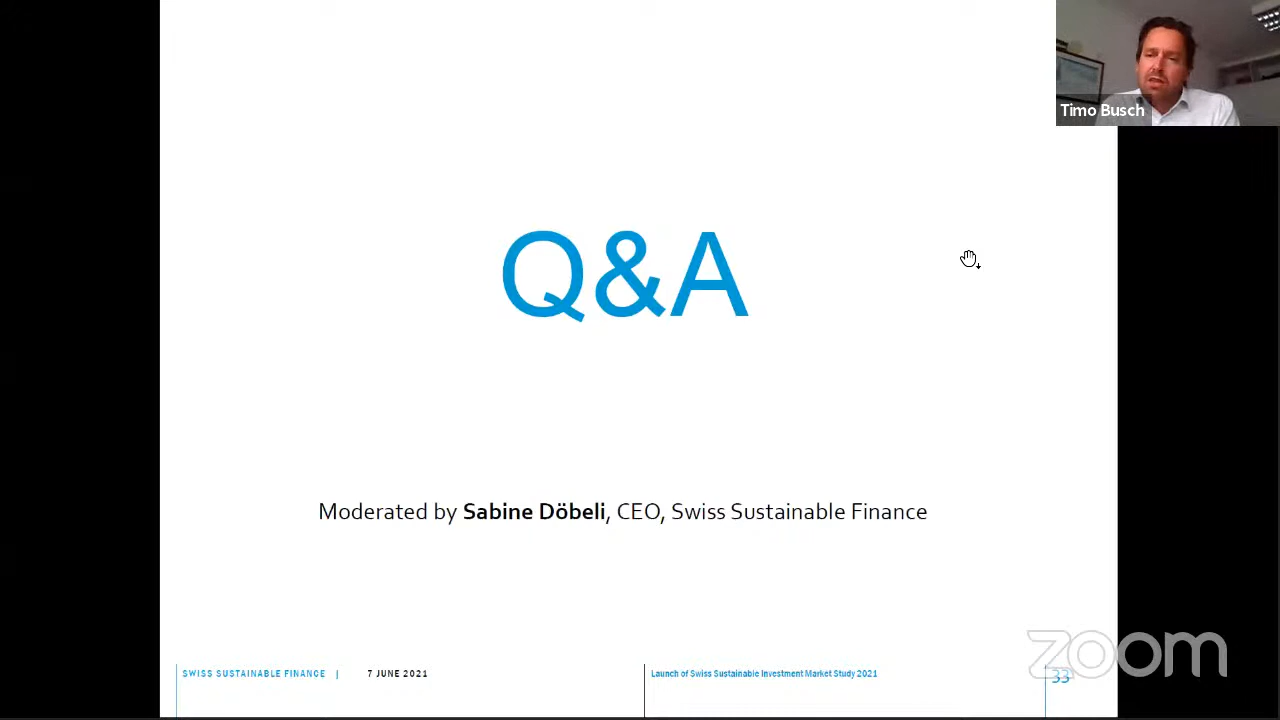 Timo Busch
Q&A
Moderated by Sabine Döbeli, CEO, Swiss Sustainable Finance
SWISS SUSTAINABLE FINANCE | 7 JUNE 2021
Launch of Swiss Sustainable Investment Market Study 2021
33
zoom